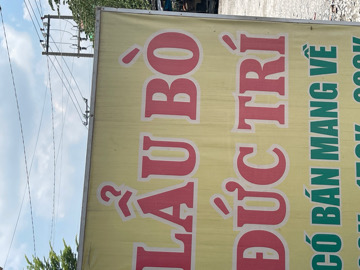 LẨU BÒ
ĐỨC TRÍ
CÓ BÁN MANG VỀ